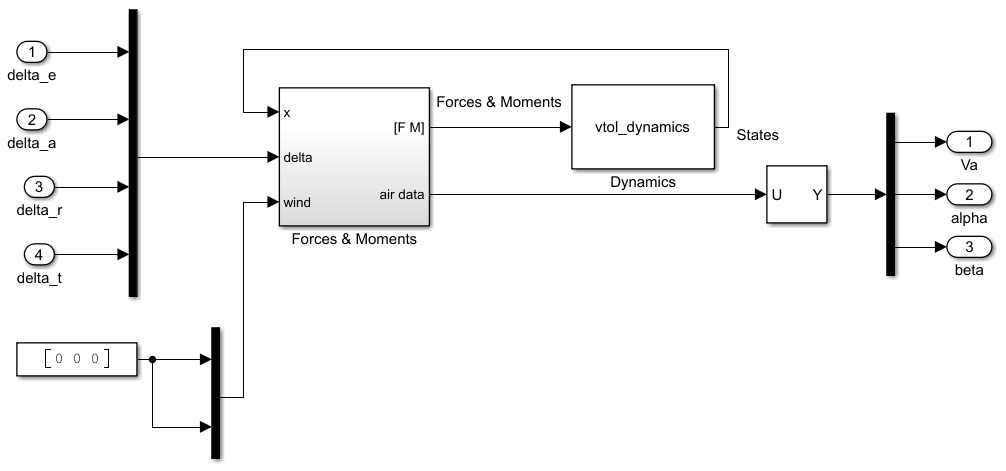 1
delta_e
2
delta_a
3
delta_r
4
delta_t
[0 0 0]
x
delta
wind
[F M]
air data
Forces & Moments
Forces & Moments
vtol_dynamics
Dynamics
States
U Y
1
Va
2
alpha
3
beta